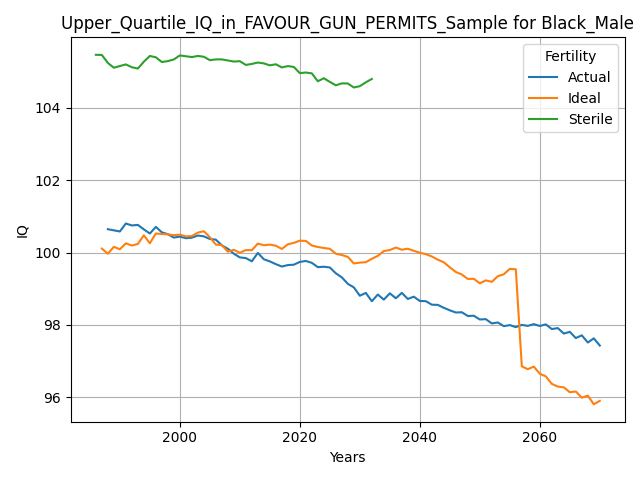 Upper_Quartile_IQ_in_FAVOUR_GUN_PERMITS_Sample for Black_Male
Fertility
Actual
Ideal
Sterile
104
102
100
98
96
IQ
2000
2020
2040
2060
Years